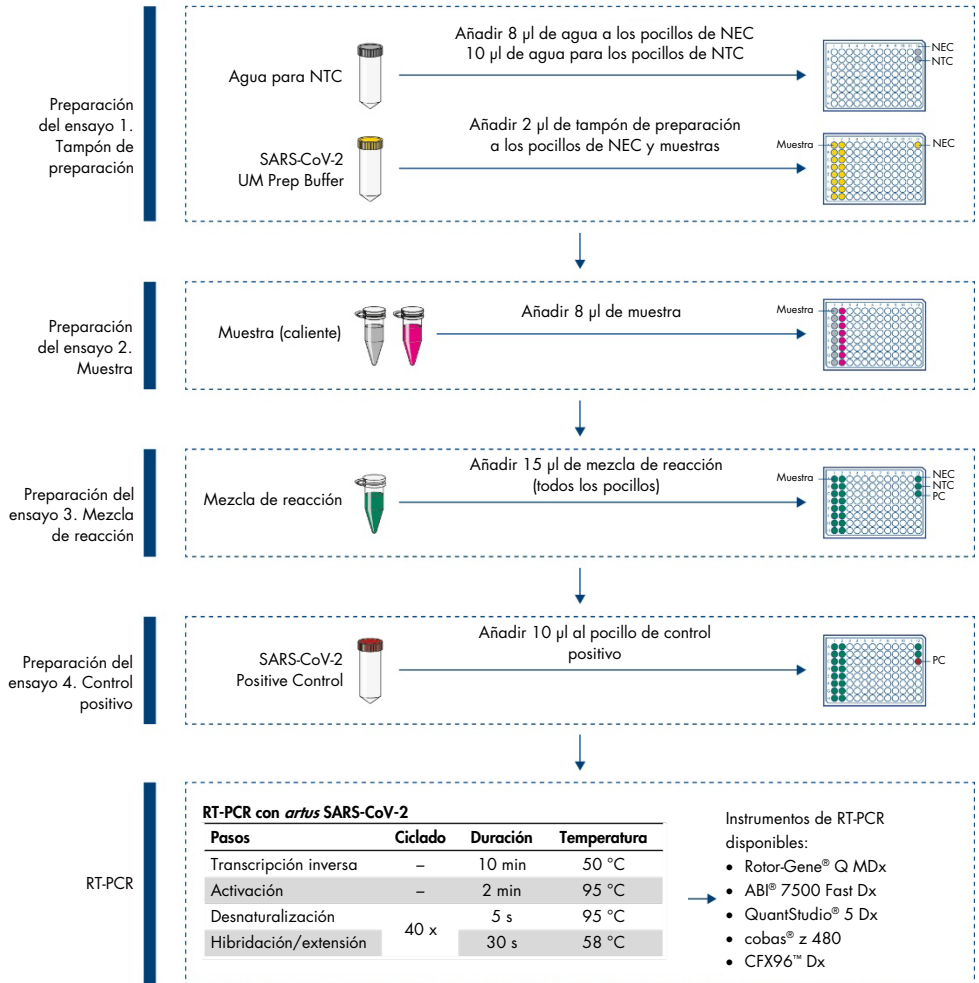 Preparación
del ensayo 1.
Tampón de
preparación
Agua para NTC
Añadir 8 µl de agua a los pocillos de NEC
10 µl de agua para los pocillos de NTC
NEC
NTC
SARS-CoV-2
UM Prep Buffer
Añadir 2 µl de tampón de preparación
a los pocillos de NEC y muestras
Muestra
NEC
Preparación
del ensayo 2.
Muestra
Muestra (caliente)
Añadir 8 µl de muestra
Muestra
Preparación del
ensayo 3. Mezcla
de reacción
Mezcla de reacción
Añadir 15 µl de mezcla de reacción
(todos los pocillos)
Muestra
NEC
NTC
PC
Preparación del
ensayo 4. Control
positivo
SARS-CoV-2
Positive Control
Añadir 10 µl al pocillo de control
positivo
PC
RT-PCR
RT-PCR con artus SARS-CoV-2
Pasos Ciclado Duración Temperatura
Transcripción inversa – 10 min 50 °C
Activación – 2 min 95 °C
Desnaturalización 5 s 95 °C
40 x
Hibridación/extensión 30 s 58 °C
Instrumentos de RT-PCR
disponibles:
• Rotor-Gene® Q MDx
• ABI® 7500 Fast Dx
• QuantStudio® 5 Dx
• cobas® z 480
• CFX96™ Dx